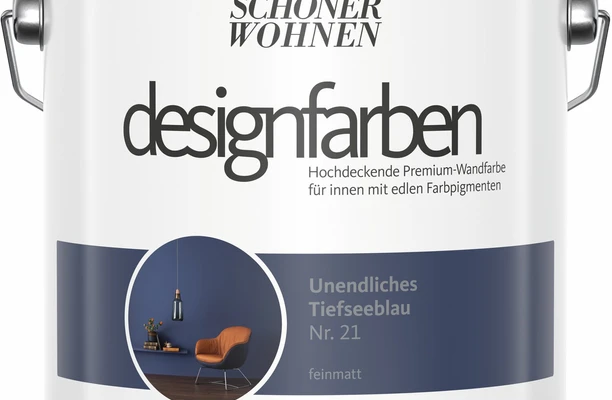 SCHÖNER
WOHNEN
designfarben
Hochdeckende Premium-Wandfarbe
für innen mit edlen Farbpigmenten
Unendliches
Tiefseeblau
Nr. 21
feinmatt